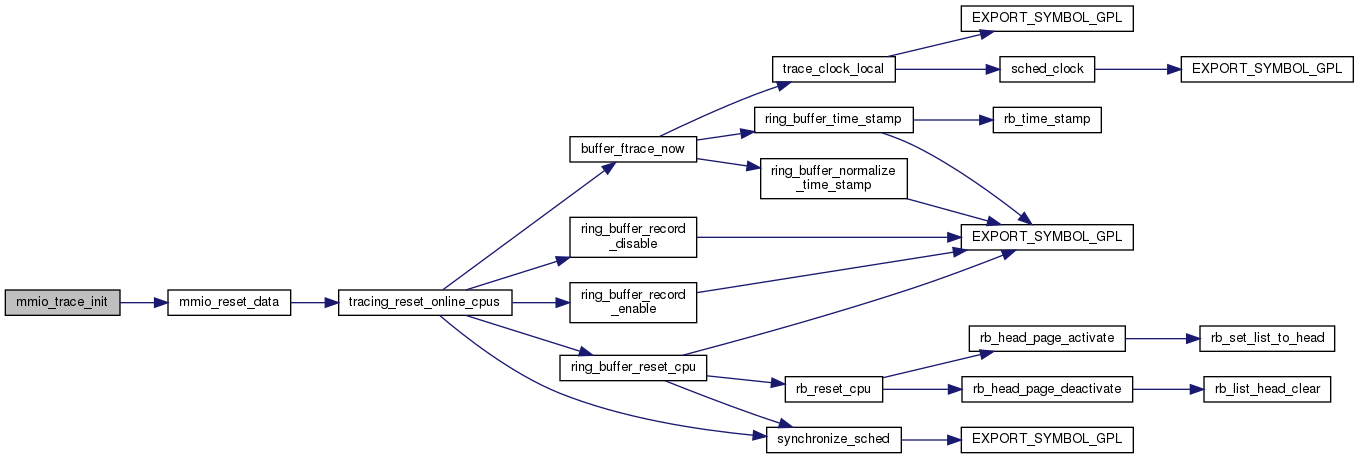 mmio_trace_init
mmio_reset_data
tracing_reset_online_cpus
buffer_ftrace_now
ring_buffer_record
_disable
ring_buffer_record
_enable
ring_buffer_reset_cpu
trace_clock_local
ring_buffer_time_stamp
ring_buffer_normalize
_time_stamp
rb_reset_cpu
synchronize_sched
EXPORT_SYMBOL_GPL
sched_clock
rb_time_stamp
EXPORT_SYMBOL_GPL
rb_head_page_activate
rb_head_page_deactivate
EXPORT_SYMBOL_GPL
EXPORT_SYMBOL_GPL
rb_set_list_to_head
rb_list_head_clear